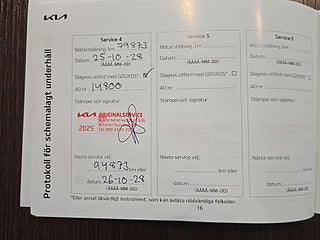 KIA
Protokoll för schemalagt underhåll
Service 4
Mätarställning, km 79873
Datum 25-10-28
(ÅÅÅÅ-MM-DD)
Diagnos utförd med GDS/KDS*
AO nr 14800
Stämpel och signatur:
KIA ORIGINALSERVICE
2025
Nästa service vid:
94873 km eller
datum 26-10-28
(ÅÅÅÅ-MM-DD)
Service 5
Mätarställning, km
Datum
(ÅÅÅÅ-MM-DD)
Diagnos utförd med GDS/KDS*
AO nr
Stämpel och signatur:
Nästa service vid:
km eller
datum
(ÅÅÅÅ-MM-DD)
Service 6
Mätarställning, km
Datum
(ÅÅÅÅ-MM-DD)
Diagnos utförd med
AO nr
Stämpel och signatur:
Nästa service vid:
datum
(ÅÅÅÅ-MM-DD)
*Eller annat likvärdigt instrument, som kan avläsa nödvändiga felkoder.
16